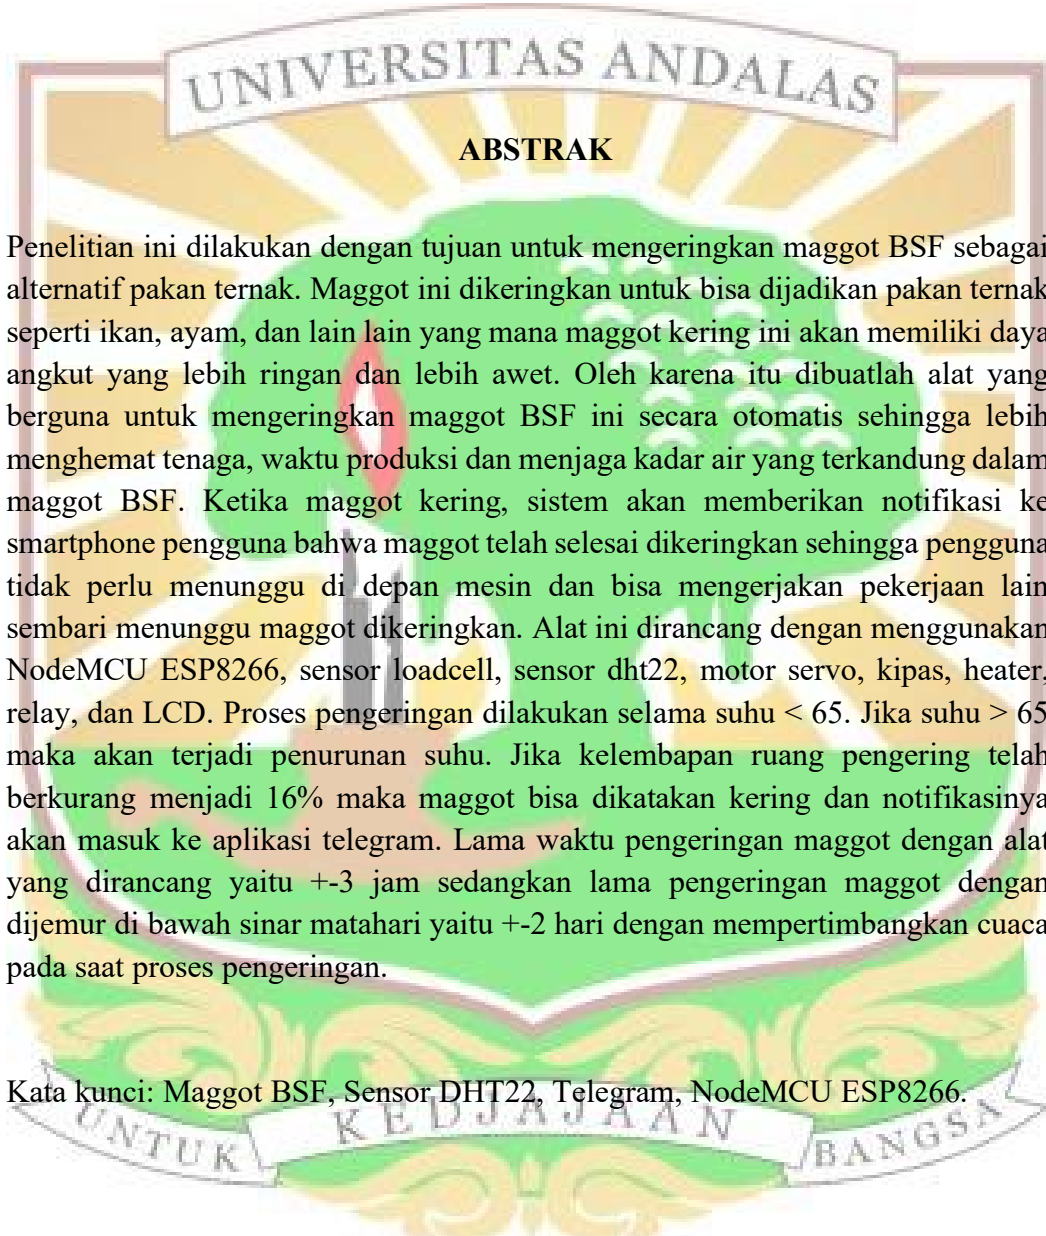 UNIVERSITAS ANDALAS
ABSTRAK
Penelitian ini dilakukan dengan tujuan untuk mengeringkan maggot BSF sebagai
alternatif pakan ternak. Maggot ini dikeringkan untuk bisa dijadikan pakan ternak
seperti ikan, ayam, dan lain lain yang mana maggot kering ini akan memiliki daya
angkut yang lebih ringan dan lebih awet. Oleh karena itu dibuatlah alat yang
berguna untuk mengeringkan maggot BSF ini secara otomatis sehingga lebih
menghemat tenaga, waktu produksi dan menjaga kadar air yang terkandung dalam
maggot BSF. Ketika maggot kering, sistem akan memberikan notifikasi ke
smartphone pengguna bahwa maggot telah selesai dikeringkan sehingga pengguna
tidak perlu menunggu di depan mesin dan bisa mengerjakan pekerjaan lain
sembari menunggu maggot dikeringkan. Alat ini dirancang dengan menggunakan
NodeMCU ESP8266, sensor loadcell, sensor dht22, motor servo, kipas, heater,
relay, dan LCD. Proses pengeringan dilakukan selama suhu < 65. Jika suhu > 65
maka akan terjadi penurunan suhu. Jika kelembapan ruang pengering telah
berkurang menjadi 16% maka maggot bisa dikatakan kering dan notifikasinya
akan masuk ke aplikasi telegram. Lama waktu pengeringan maggot dengan alat
yang dirancang yaitu +-3 jam sedangkan lama pengeringan maggot dengan
dijemur di bawah sinar matahari yaitu +-2 hari dengan mempertimbangkan cuaca
pada saat proses pengeringan.
Kata kunci: Maggot BSF, Sensor DHT22, Telegram, NodeMCU ESP8266.
UNTUK KEDJAJAAN BANGSA